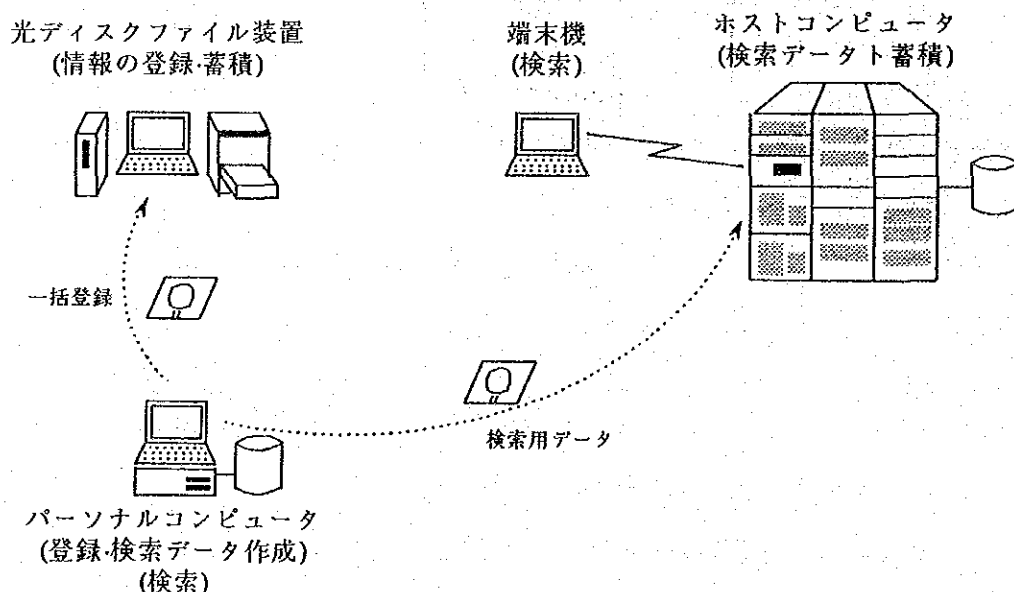 光ディスクファイル装置
(情報の登録·蓄積)
端末機
(検索)
ホストコンピュータ
(検索データト蓄積)
一括登録
検索用データ
パーソナルコンピュータ
(登録·検索データ作成)
(検索)